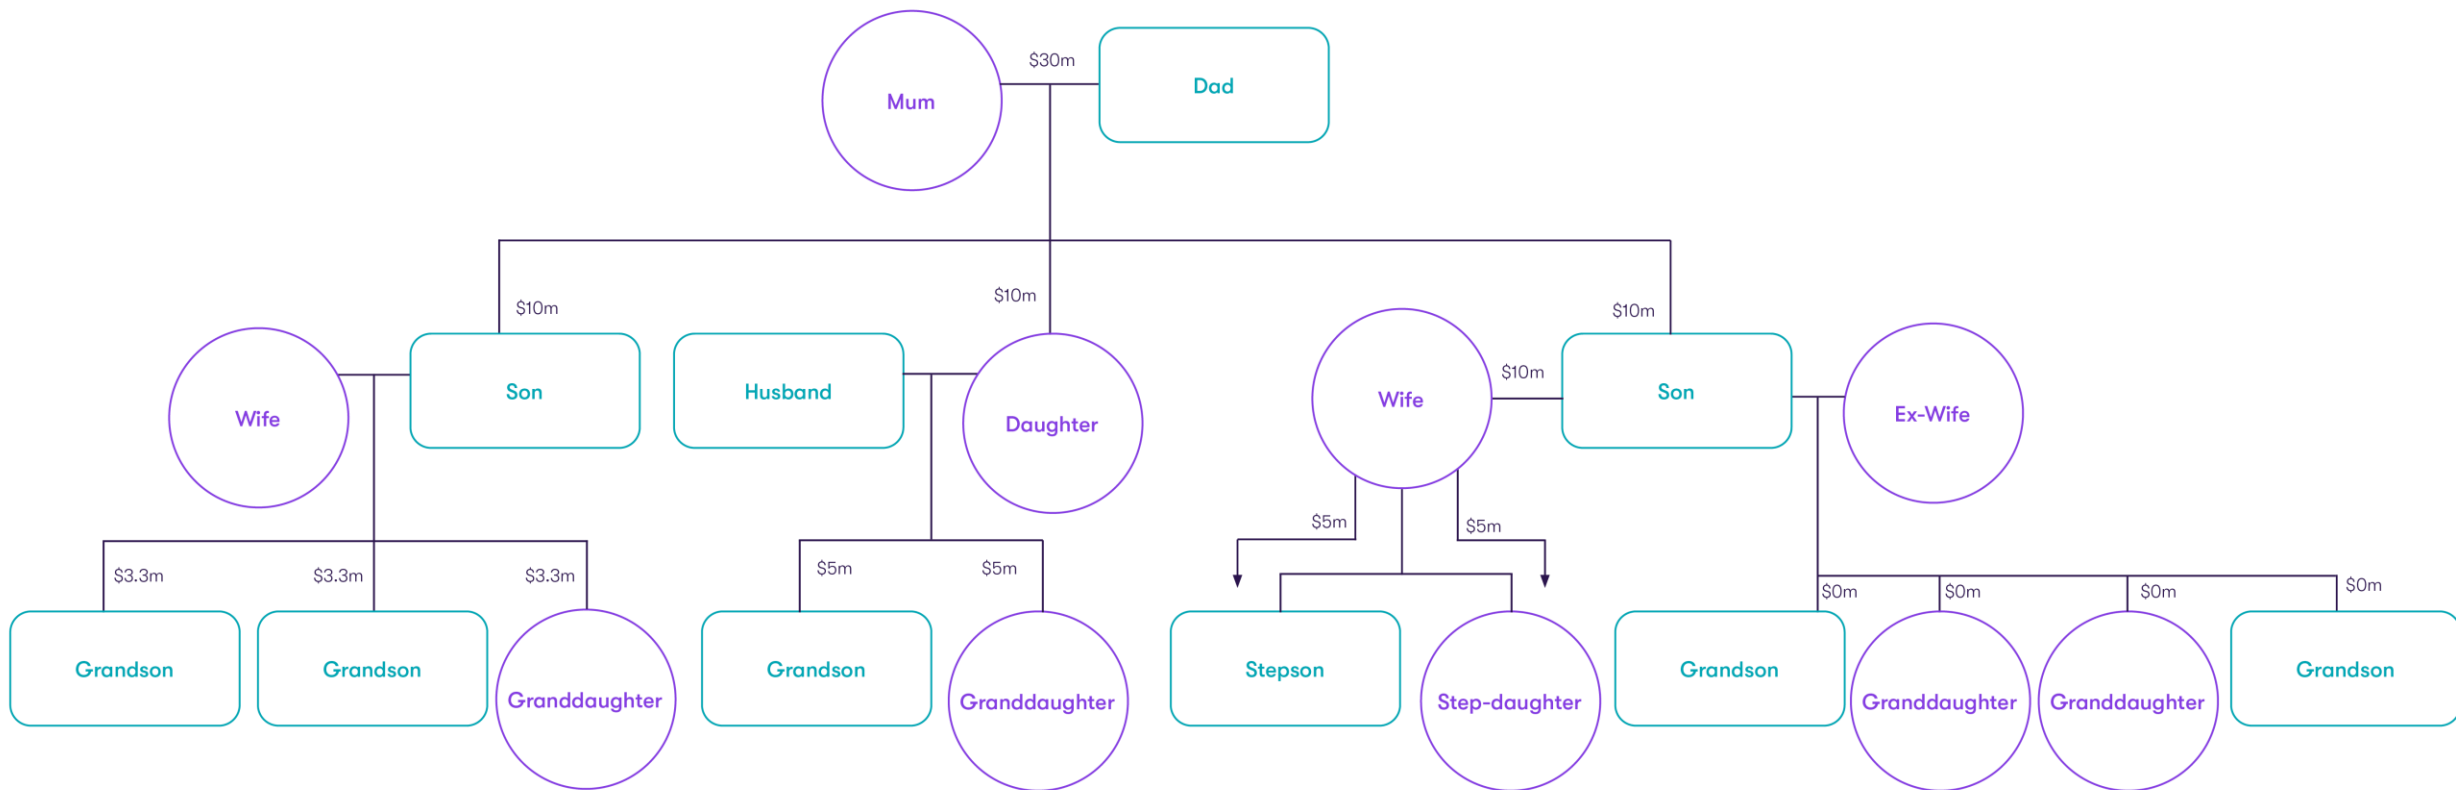 $30m
Mum
Dad
$10m
$10m
$10m
Wife
Son
Husband
Daughter
Wife
$10m
Son
Ex-Wife
$5m
$5m
$3.3m
$3.3m
$3.3m
$5m
$5m
$0m
$0m
$0m
$0m
Grandson
Grandson
Granddaughter
Grandson
Granddaughter
Stepson
Step-daughter
Grandson
Granddaughter
Granddaughter
Grandson